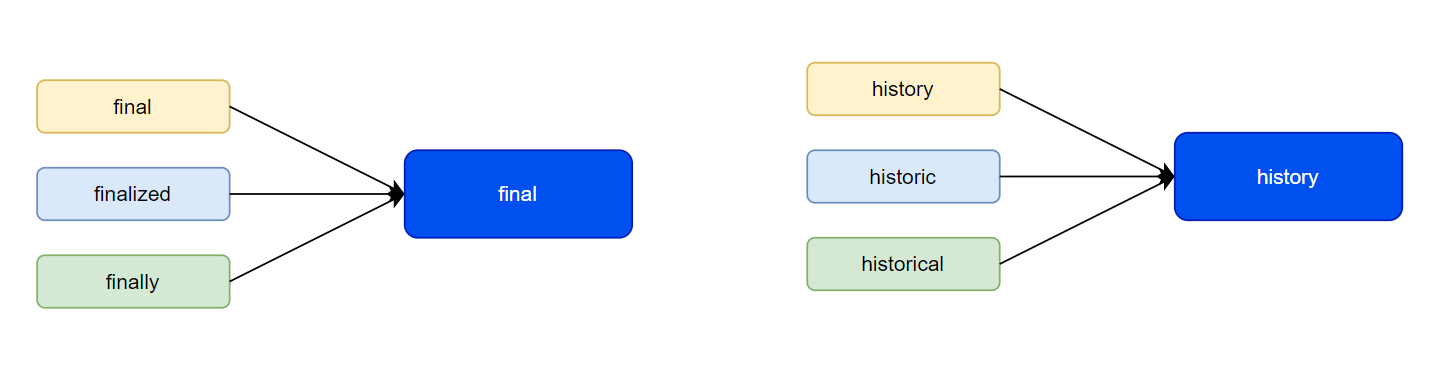 final
finalized
finally
final
history
historic
historical
history